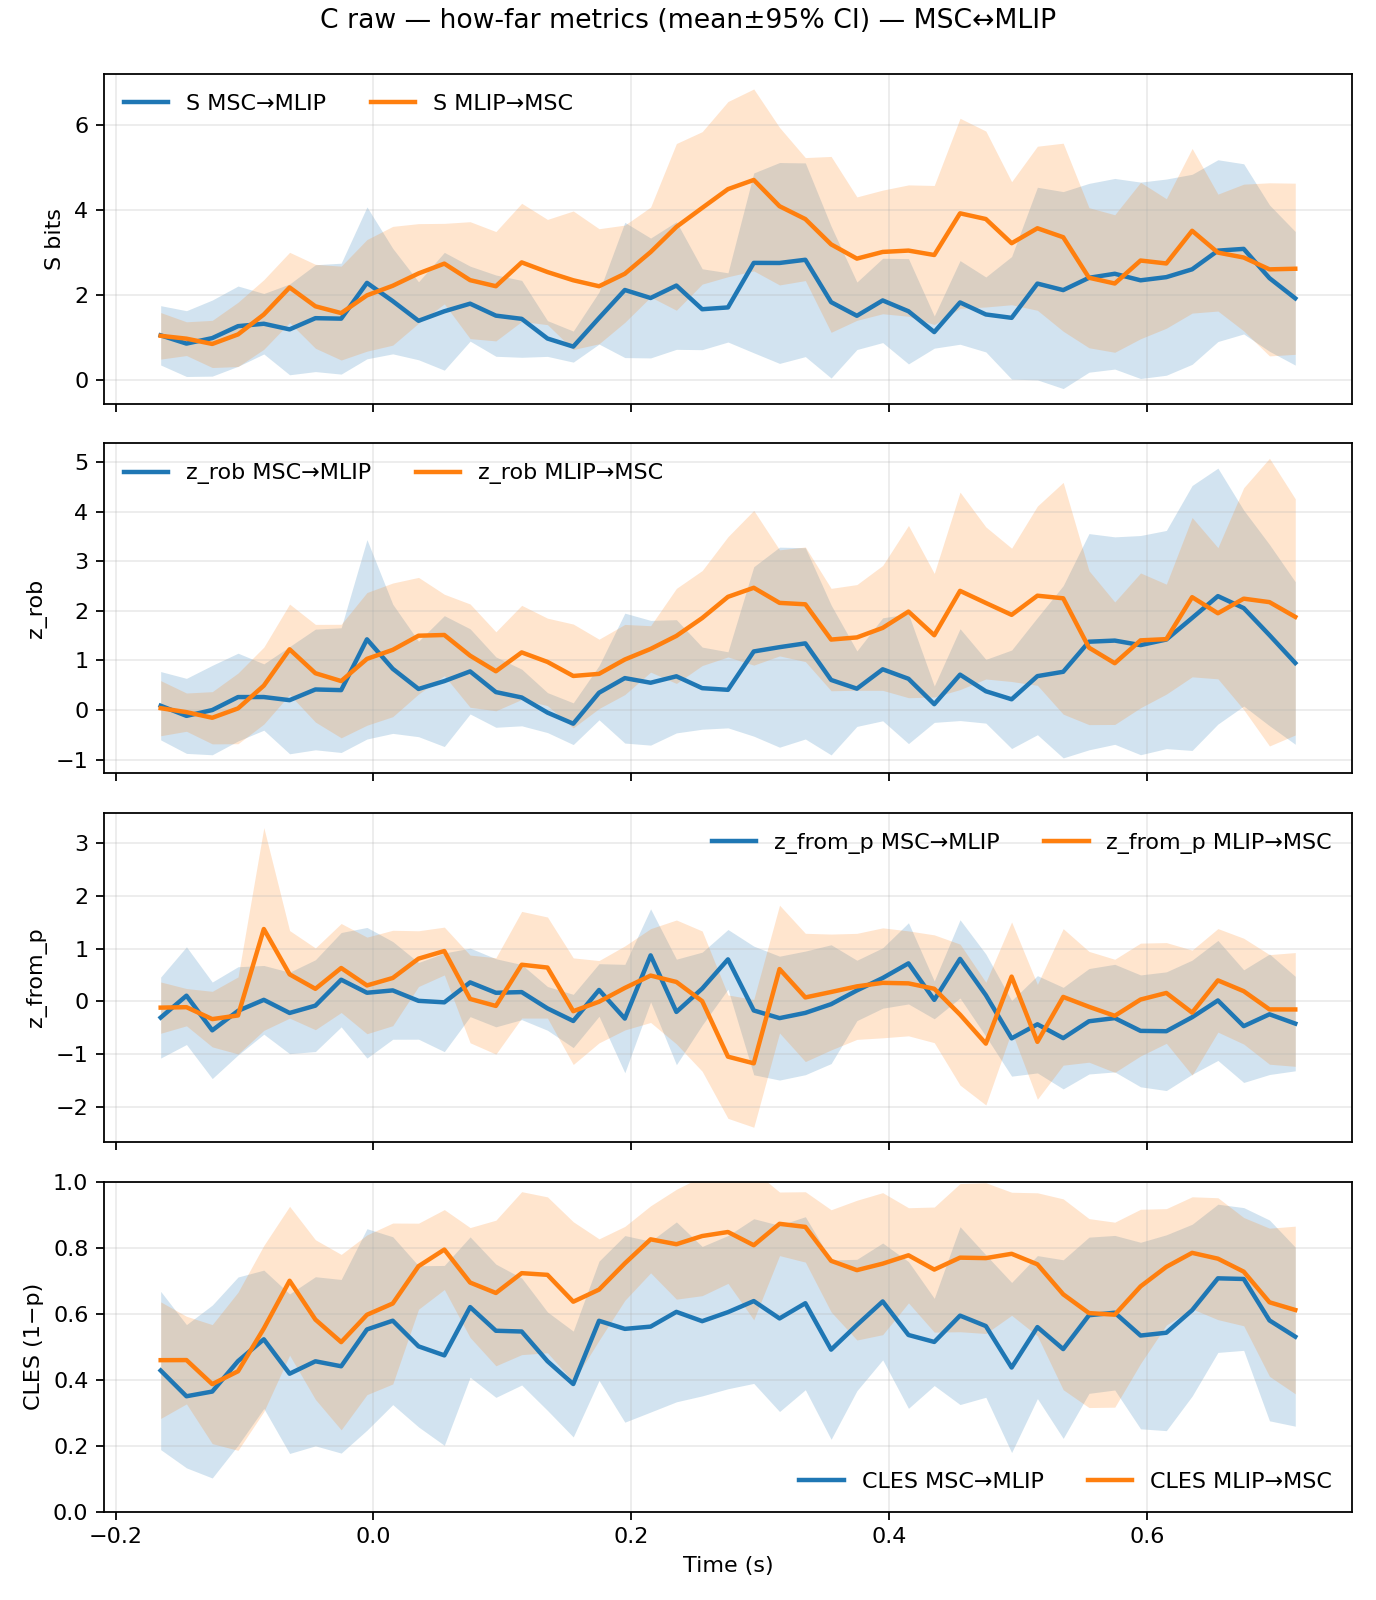 C raw — how-far metrics (mean±95% CI) — MSC↔MLIP
S MSC→MLIP S MLIP→MSC
6
4
2
0
S bits
z_rob MSC→MLIP z_rob MLIP→MSC
5
4
3
2
1
0
−1
z_rob
z_from_p MSC→MLIP z_from_p MLIP→MSC
3
2
1
0
−1
−2
z_from_p
1.0
0.8
0.6
0.4
0.2
0.0
CLES (1−p)
CLES MSC→MLIP CLES MLIP→MSC
−0.2 0.0 0.2 0.4 0.6
Time (s)